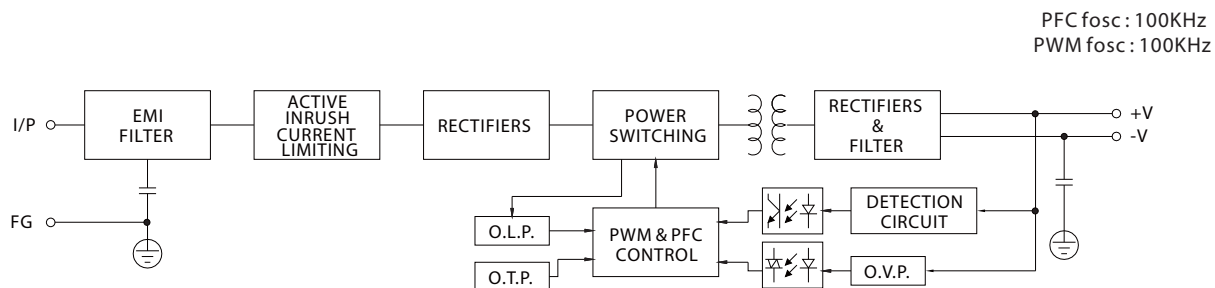 PFC fosc : 100KHz
PWM fosc : 100KHz
I/P
EMI
FILTER
ACTIVE
INRUSH
CURRENT
LIMITING
RECTIFIERS
POWER
SWITCHING
RECTIFIERS
&
FILTER
+V
-V
FG
O.L.P.
PWM & PFC
CONTROL
DETECTION
CIRCUIT
O.T.P.
O.V.P.